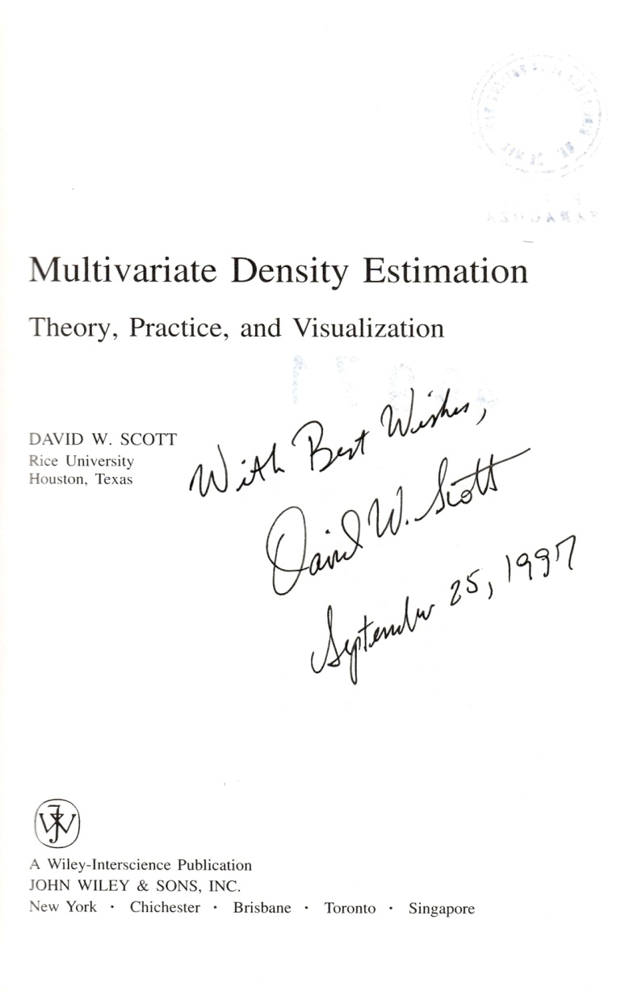 Multivariate Density Estimation
Theory, Practice, and Visualization
DAVID W. SCOTT
Rice University
Houston, Texas
With Best Wishes,
David W. Scott
September 25, 1997
A Wiley-Interscience Publication
JOHN WILEY & SONS, INC.
New York · Chichester · Brisbane · Toronto · Singapore